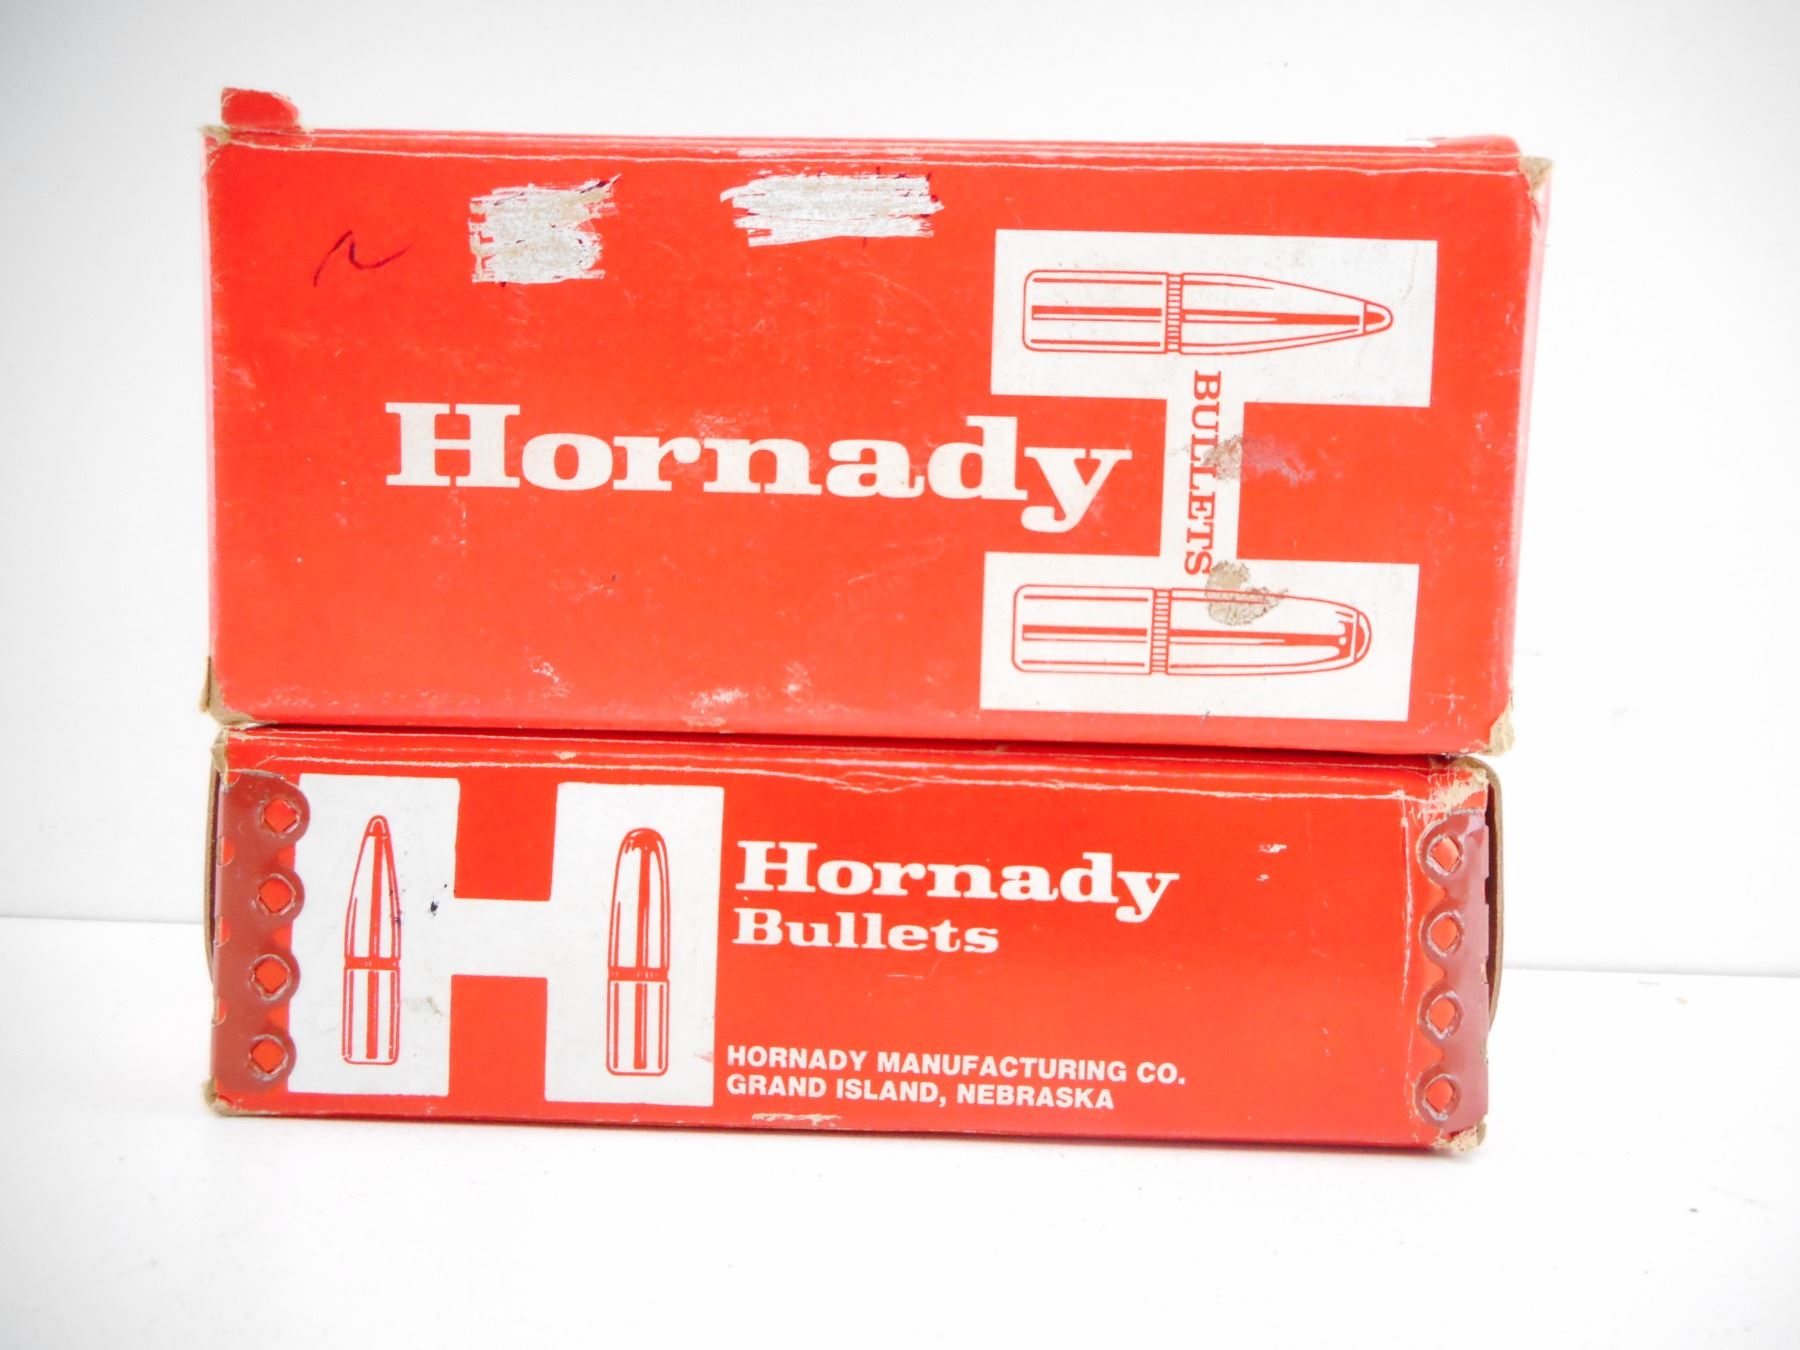 Hornady
BULLETS
Hornady
Bullets
HORNADY MANUFACTURING CO.
GRAND ISLAND, NEBRASKA